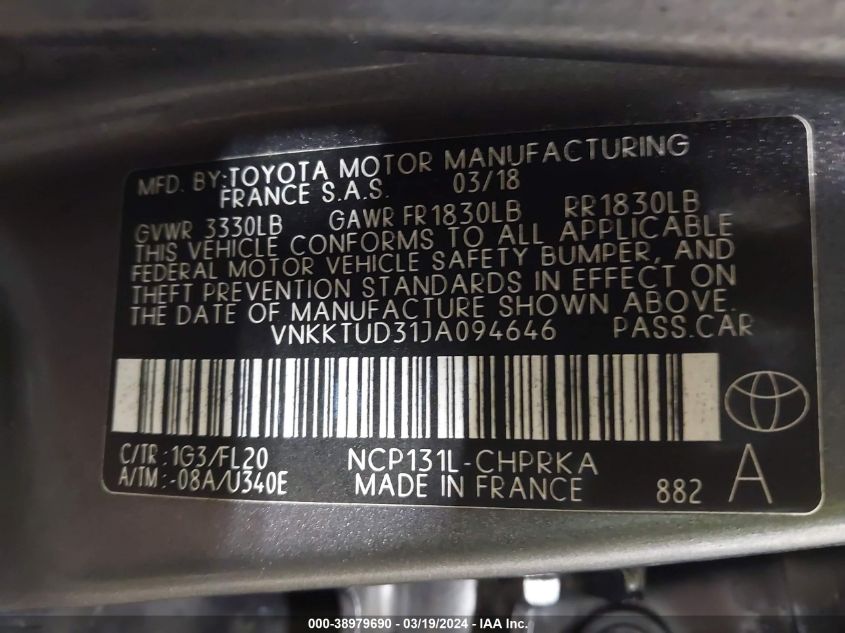 MFD. BY:TOYOTA MOTOR MANUFACTURING
FRANCE S.A.S. 03/18
GVWR 3330LB GAWR FR1830LB RR1830LB
THIS VEHICLE CONFORMS TO ALL APPLICABLE
FEDERAL MOTOR VEHICLE SAFETY BUMPER, AND
THEFT PREVENTION STANDARDS IN EFFECT ON
THE DATE OF MANUFACTURE SHOWN ABOVE.
VNKKTUD31JA094646 PASS.CAR
C/TR:1G3/FL20 NCP131L-CHPRKA
A/TM:-08A/U340E MADE IN FRANCE 882 A
000-38979690 - 03/19/2024 - IAA Inc.